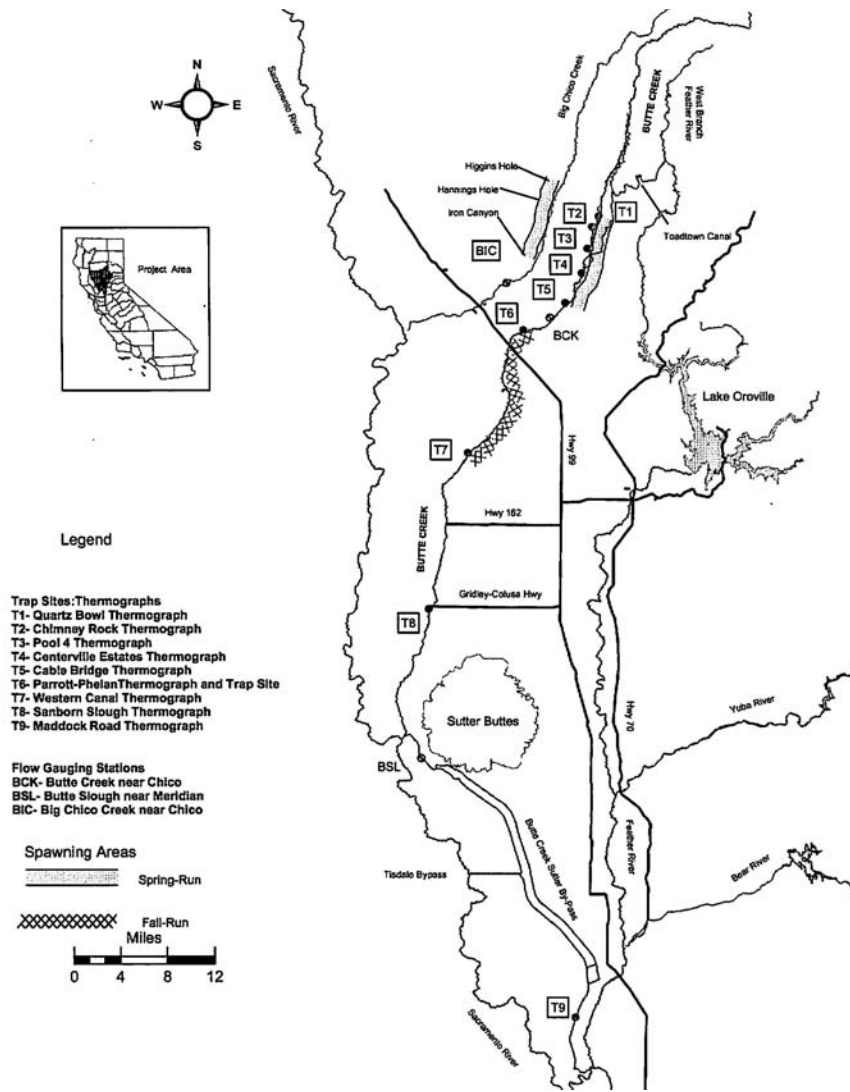 N
W E
S
Sacramento River
Big Chico Creek
BUTTE CREEK
West Branch
Feather River
Higgins Hole
Hannings Hole
Iron Canyon
T2
T1
T3
Toadtown Canal
BIC
T4
T5
T6
BCK
Project Area
Lake Oroville
T7
Hwy 99
BUTTE CREEK
Hwy 162
Gridley-Colusa Hwy
T8
Legend
Trap Sites:Thermographs
T1- Quartz Bowl Thermograph
T2- Chimney Rock Thermograph
T3- Pool 4 Thermograph
T4- Centerville Estates Thermograph
T5- Cable Bridge Thermograph
T6- Parrott-PhelanThermograph and Trap Site
T7- Western Canal Thermograph
T8- Sanborn Slough Thermograph
T9- Maddock Road Thermograph
Sutter Buttes
Hwy 70
Yuba River
BSL
Flow Gauging Stations
BCK- Butte Creek near Chico
BSL- Butte Slough near Meridian
BIC- Big Chico Creek near Chico
Butte Creek Sutter By-Pass
Feather River
Bear River
Tisdale Bypass
Spawning Areas
Spring-Run
Fall-Run
Miles
0 4 8 12
T9
Sacramento River